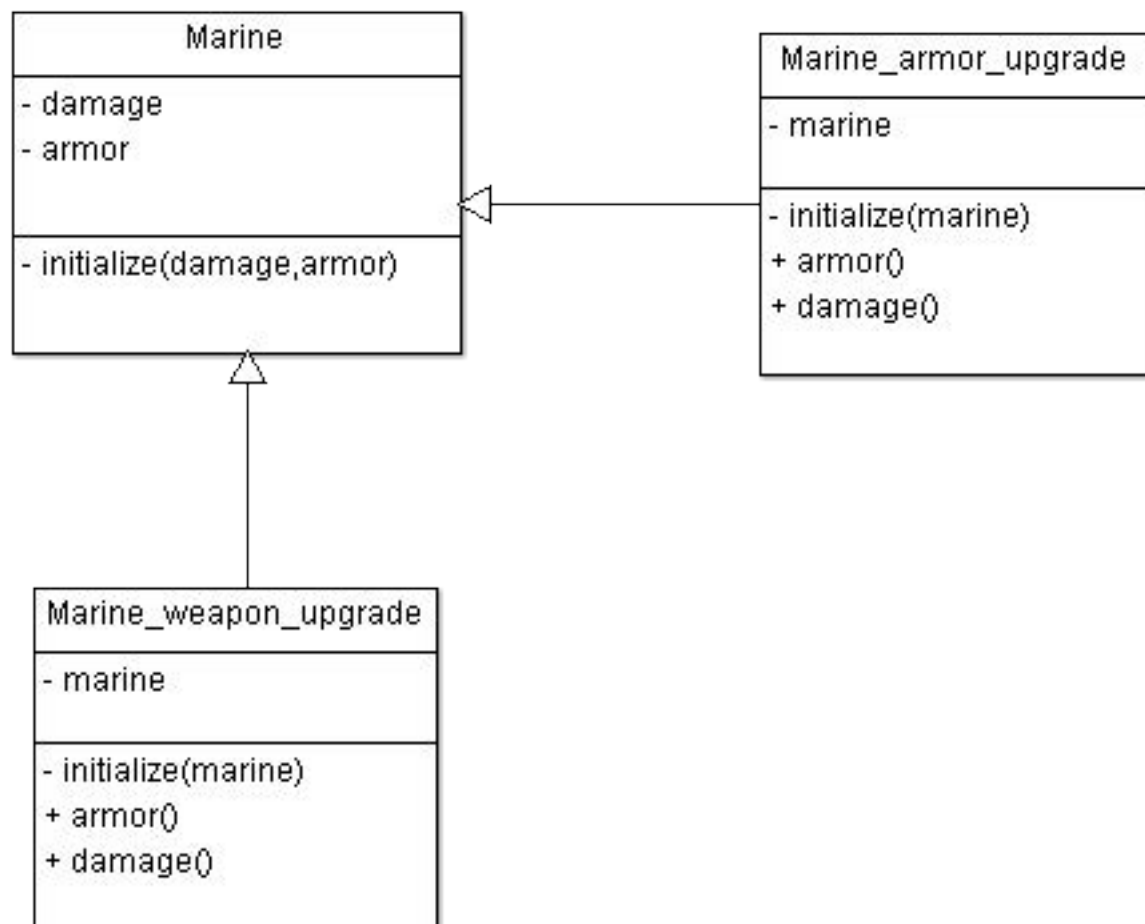 Marine
- damage
- armor
- initialize(damage,armor)
Marine_armor_upgrade
- marine
- initialize(marine)
+ armor()
+ damage()
Marine_weapon_upgrade
- marine
- initialize(marine)
+ armor()
+ damage()